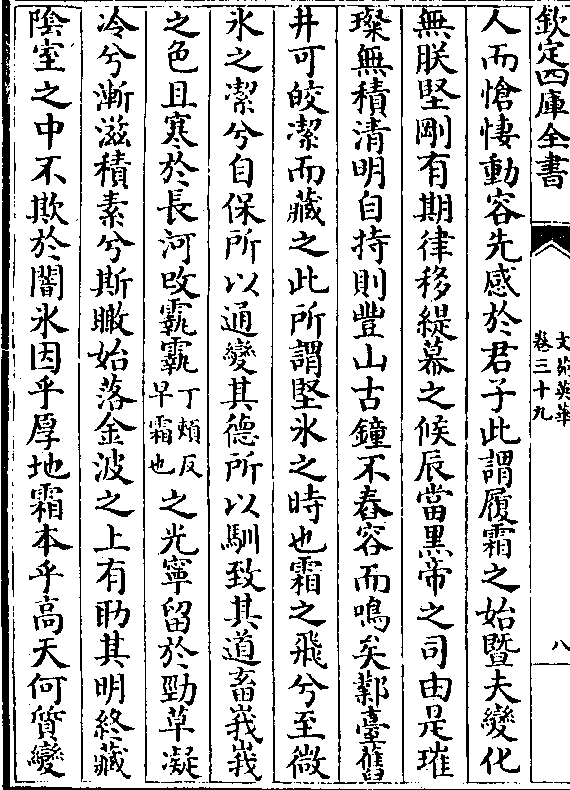 欽定四庫全書
文苑英華
卷三十九
八
人而愴悽動容先感於君子此謂履霜之始暨夫變化
無朕堅剛有期律移緹幕之候辰當黒帝之司由是璀
璨無積清明自持則豐山古鐘不舂容而鳴矣鄴臺舊
井可皎潔而藏之此所謂堅氷之時也霜之飛兮至微
氷之潔兮自保所以通變其德所以馴致其道畜峩峩
之色且寒於長河改霿霿丁頰反早霜也之光寧留於勁草凝
冷兮漸滋積素兮斯暾始落金波之上有助其明終藏
陰室之中不欺於闇氷因乎厚地霜本乎高天何質變